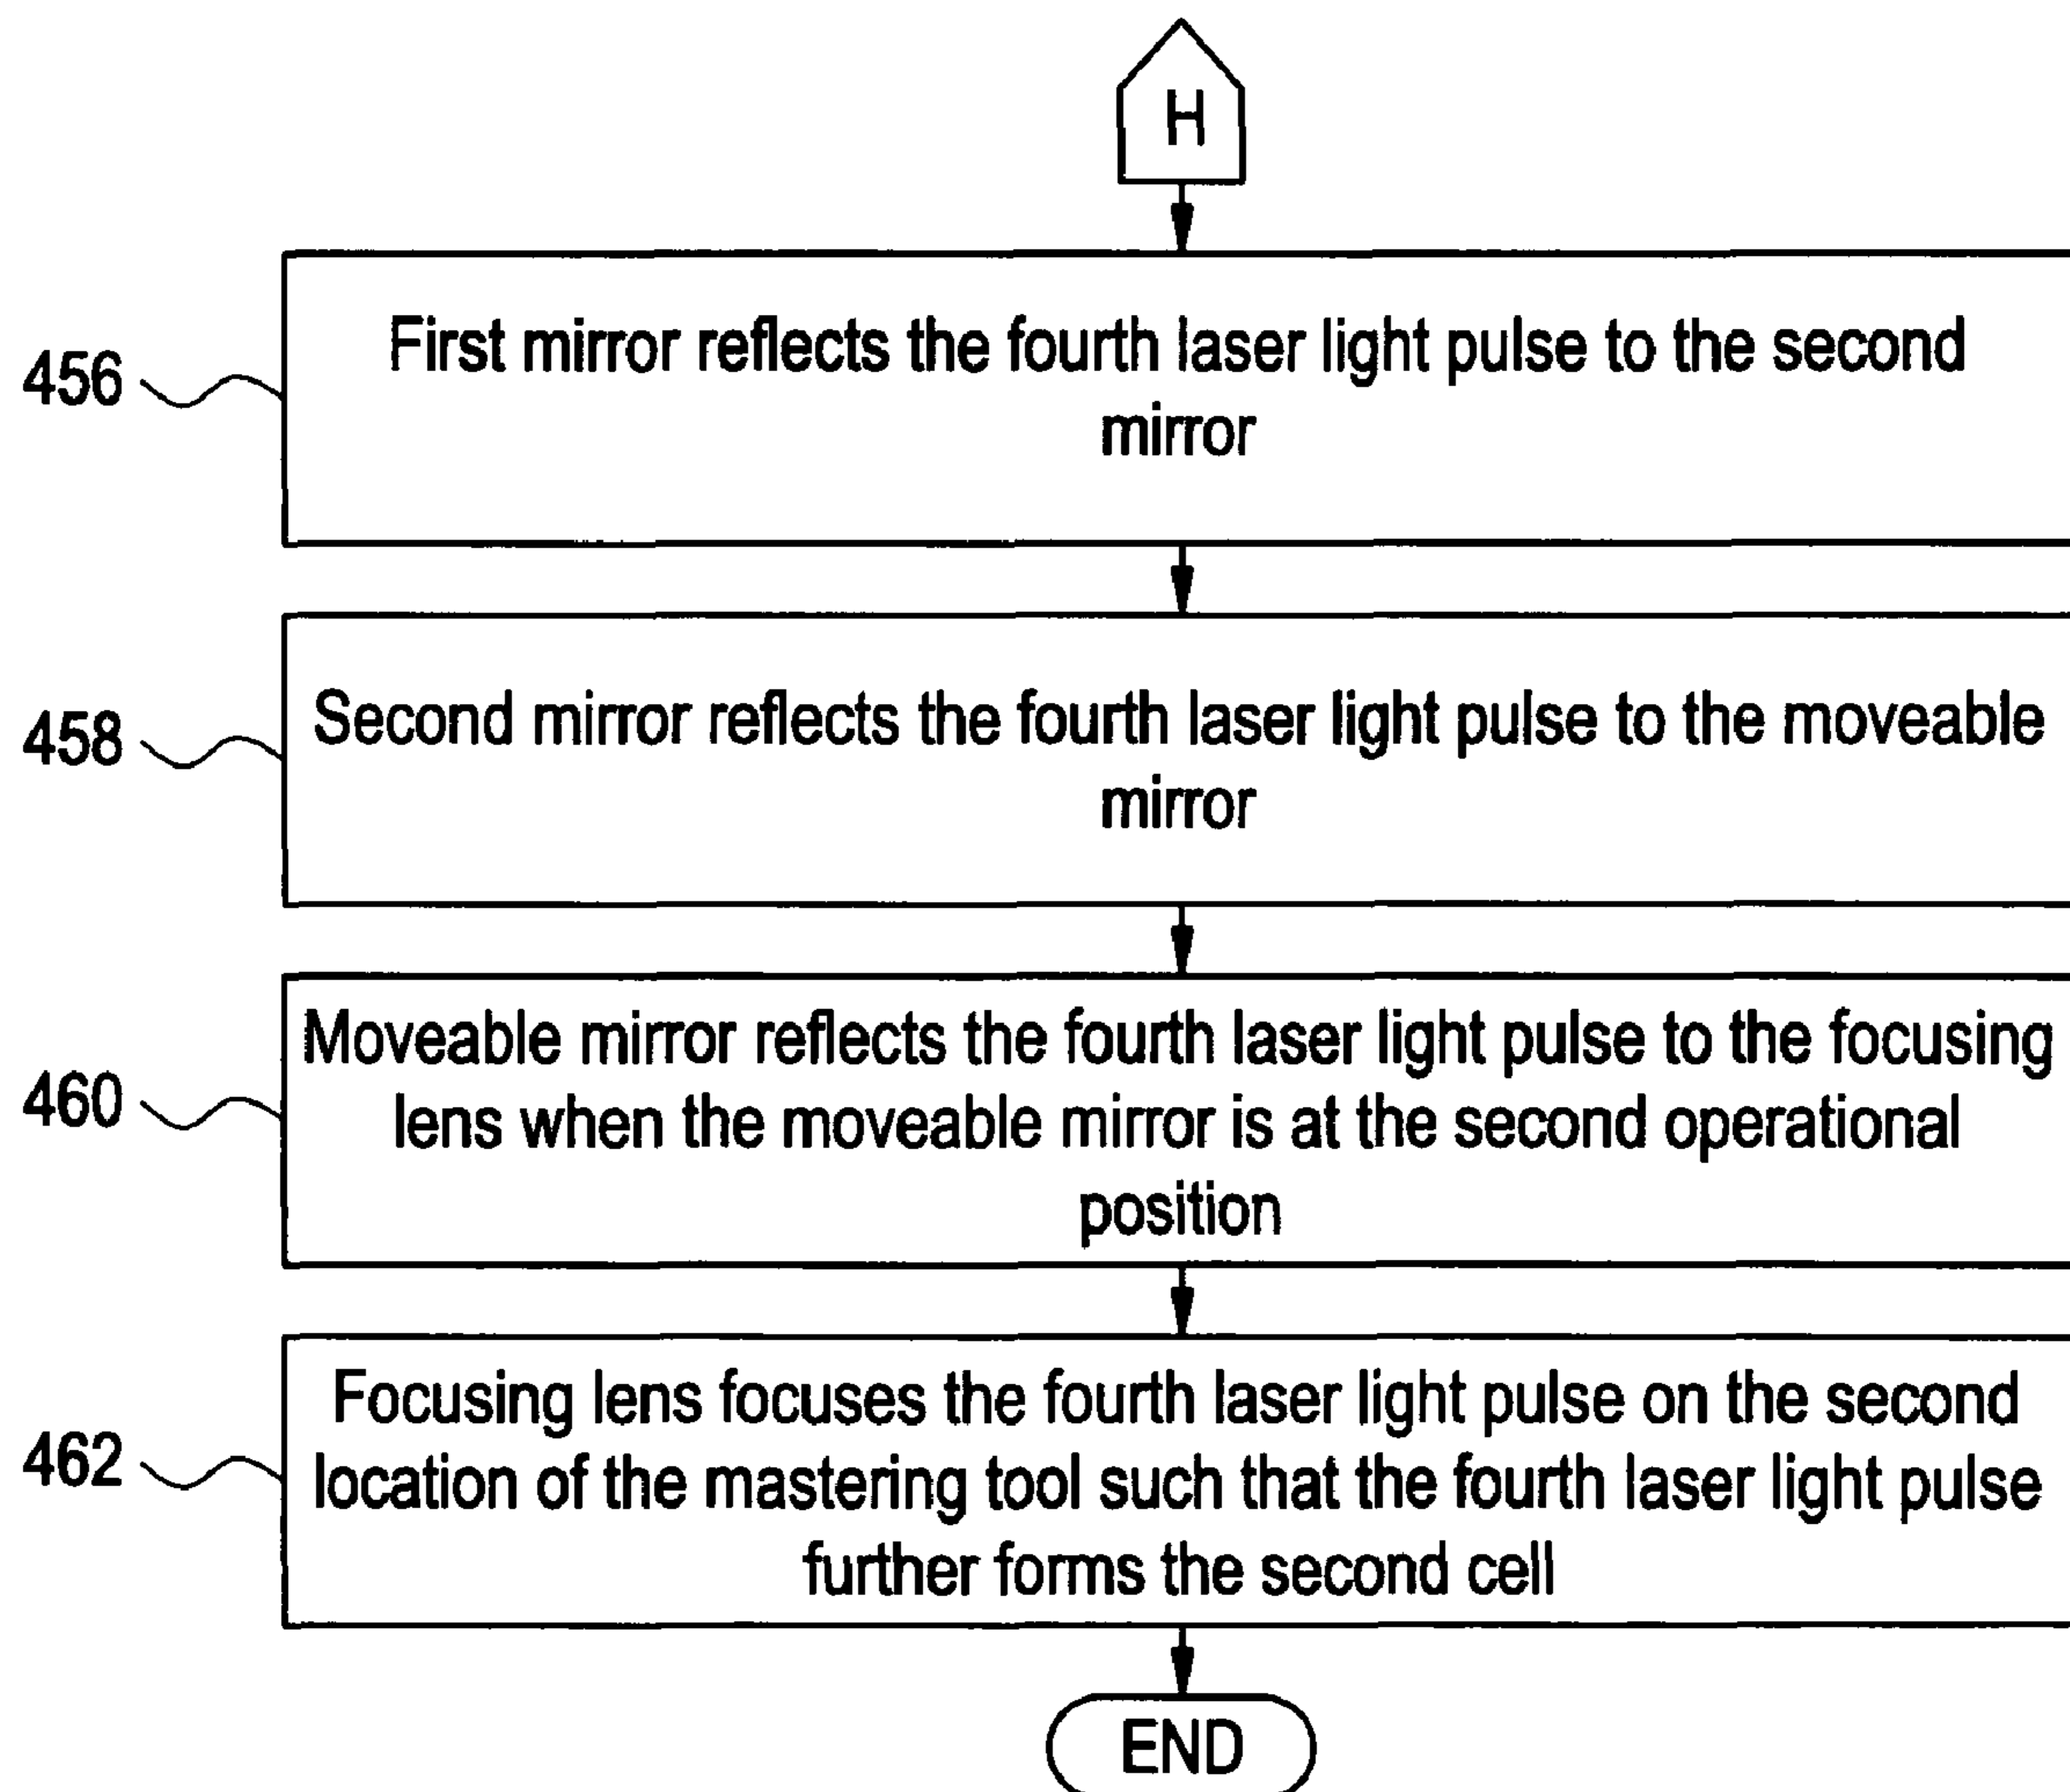 H
456
First mirror reflects the fourth laser light pulse to the second
mirror
458
Second mirror reflects the fourth laser light pulse to the moveable
mirror
460
Moveable mirror reflects the fourth laser light pulse to the focusing
lens when the moveable mirror is at the second operational
position
462
Focusing lens focuses the fourth laser light pulse on the second
location of the mastering tool such that the fourth laser light pulse
further forms the second cell
END